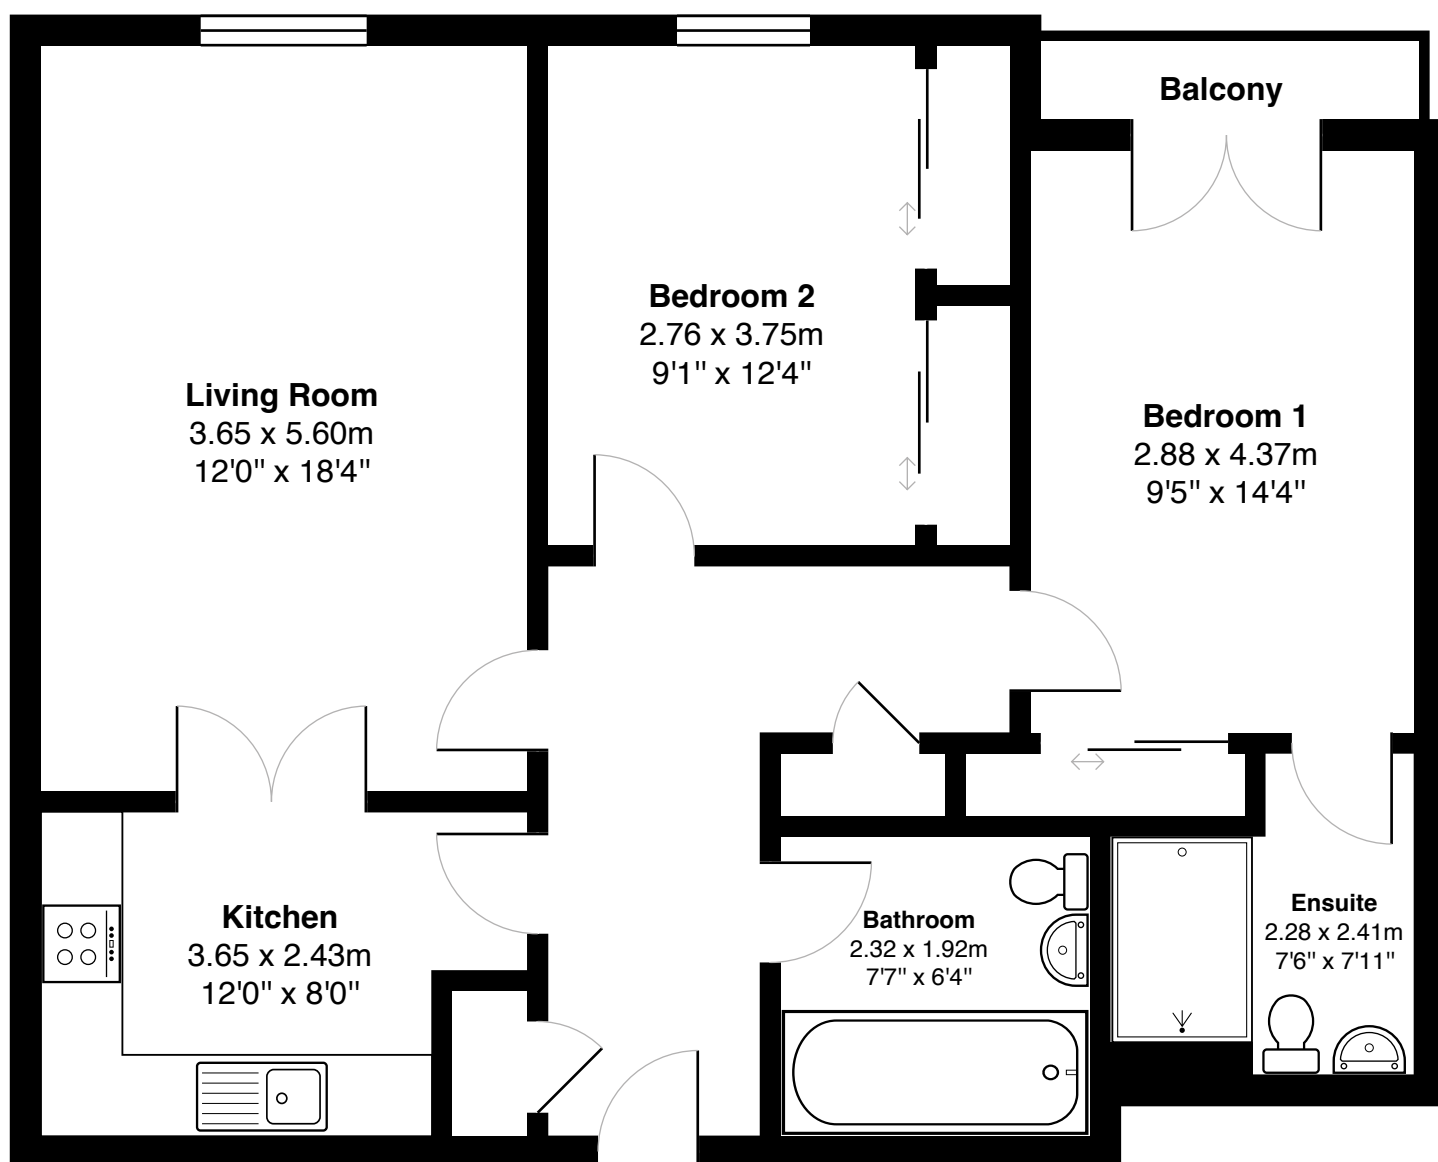 Balcony
Bedroom 2
2.76 x 3.75m
9'1" x 12'4"
Living Room
3.65 x 5.60m
12'0" x 18'4"
Bedroom 1
2.88 x 4.37m
9'5" x 14'4"
Kitchen
3.65 x 2.43m
12'0" x 8'0"
Bathroom
2.32 x 1.92m
7'7" x 6'4"
Ensuite
2.28 x 2.41m
7'6" x 7'11"